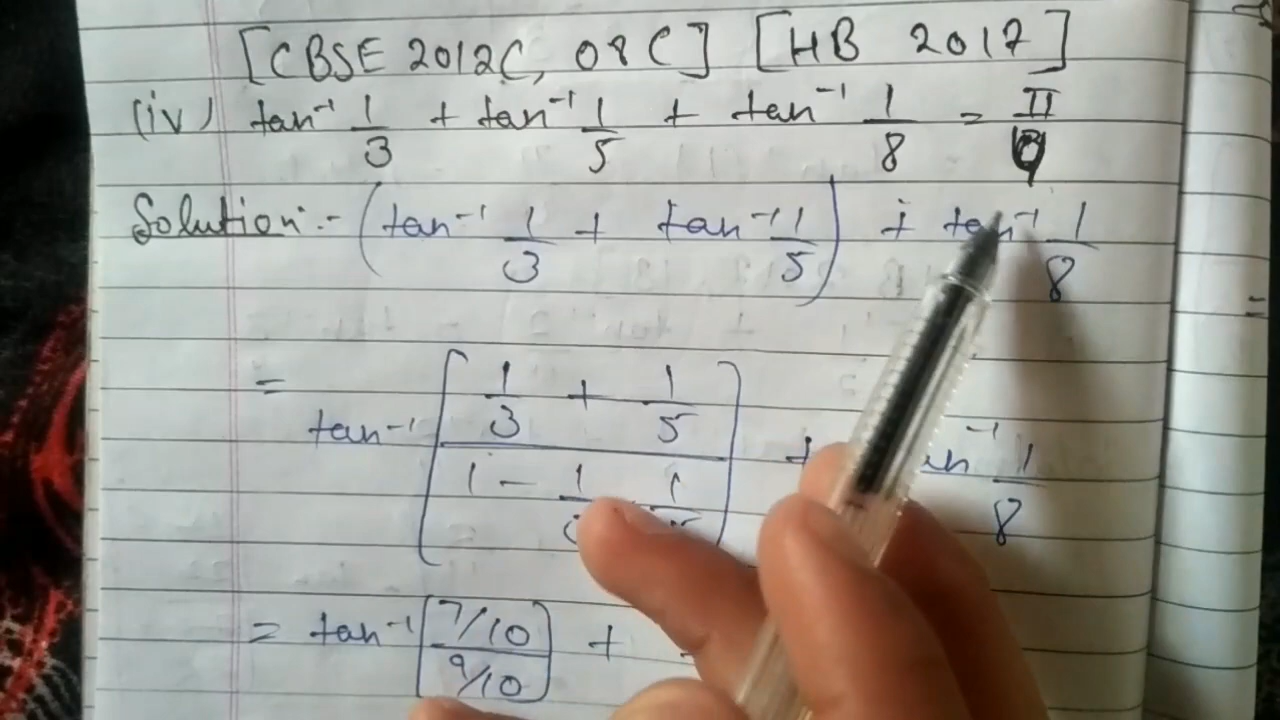 [CBSE 2012C, 08C] [HB 2017]
(iv) tan⁻¹ 1/3 + tan⁻¹ 1/5 + tan⁻¹ 1/8 = π
Solution:- (tan⁻¹ 1/3 + tan⁻¹ 1/5) + tan⁻¹ 1/8
= tan⁻¹ [(1/3 + 1/5) / (1 - 1/ 1/)] + tan⁻¹ 1/8
= tan⁻¹ [(7/10) / (9/10)] +